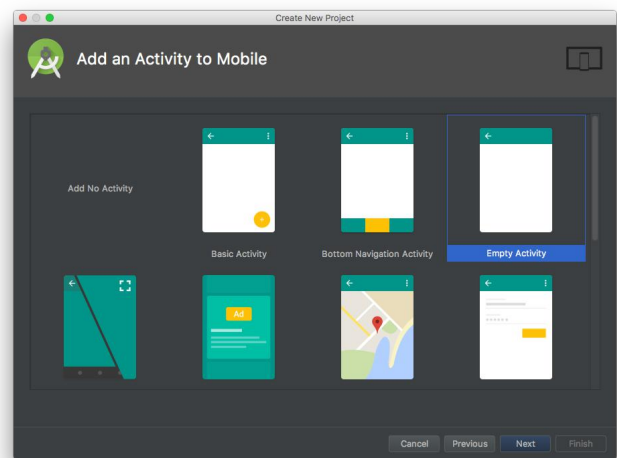 Create New Project
Add an Activity to Mobile
Add No Activity
Basic Activity
Bottom Navigation Activity
Empty Activity
Ad
Cancel
Previous
Next
Finish